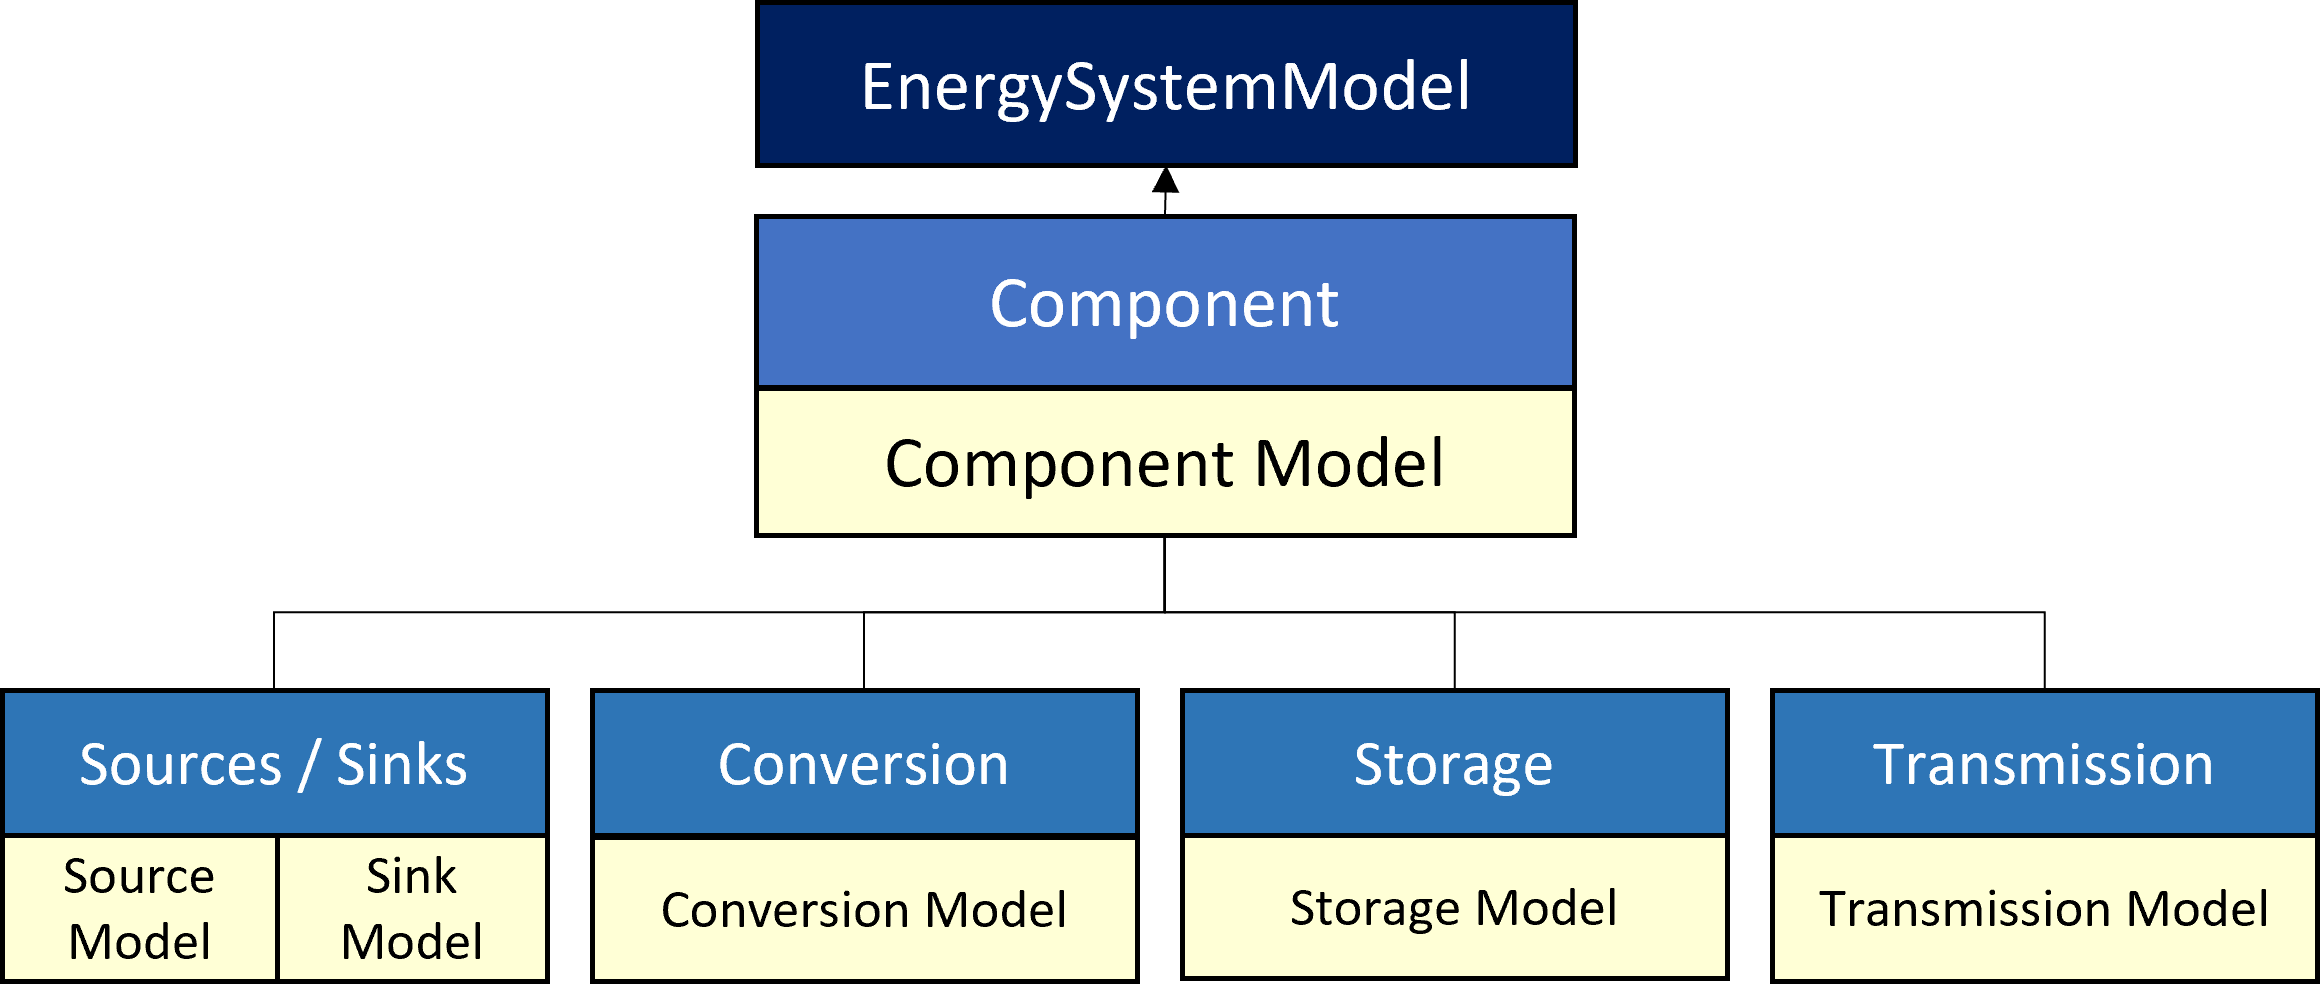 EnergySystemModel
Component
Component Model
Sources / Sinks
Conversion
Storage
Transmission
Source
Model
Sink
Model
Conversion Model
Storage Model
Transmission Model